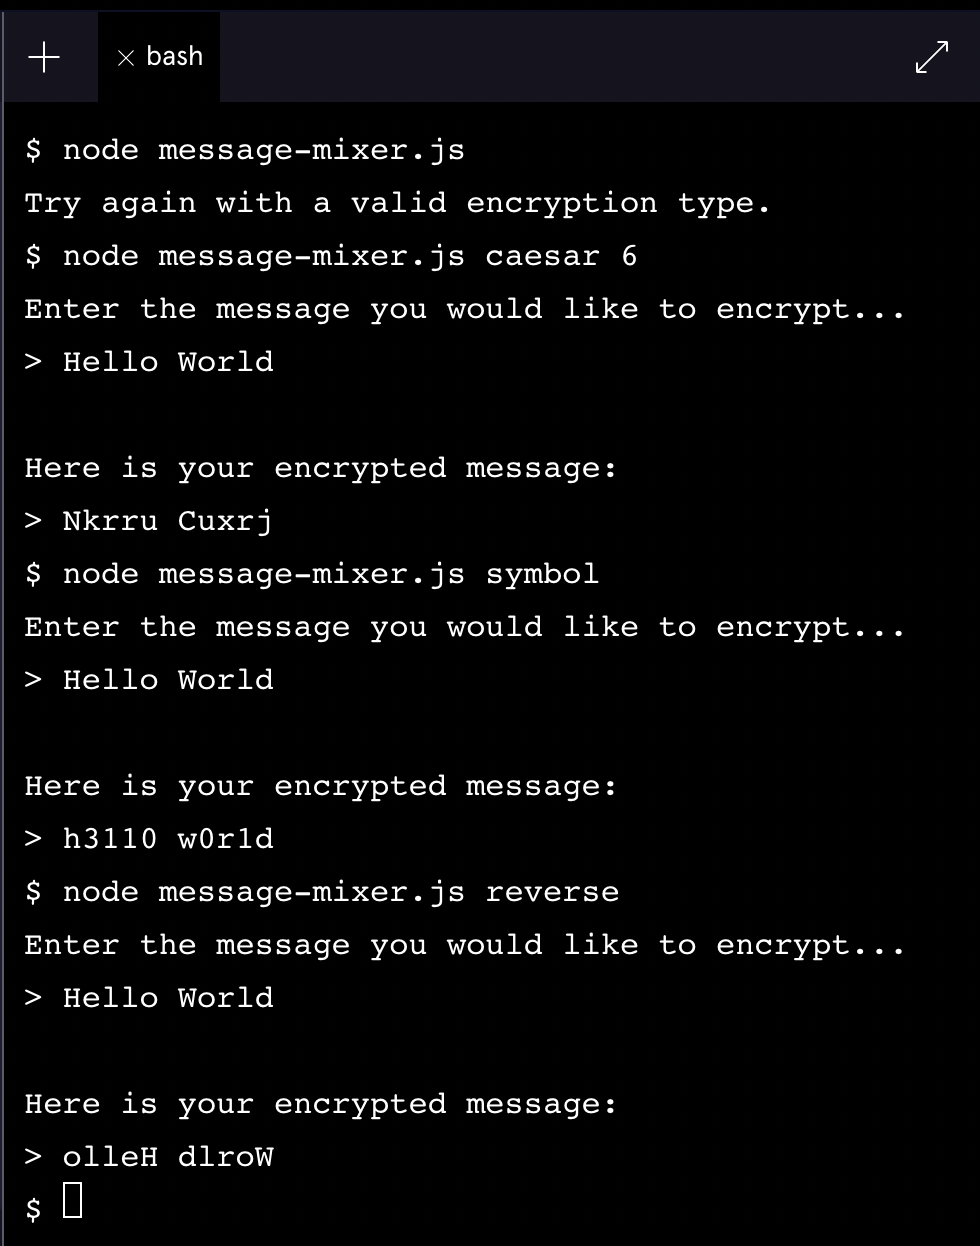 bash
$ node message-mixer.js
Try again with a valid encryption type.
$ node message-mixer.js caesar 6
Enter the message you would like to encrypt...
> Hello World
Here is your encrypted message:
> Nkrru Cuxrj
$ node message-mixer.js symbol
Enter the message you would like to encrypt...
> Hello World
Here is your encrypted message:
> h3110 w0r1d
$ node message-mixer.js reverse
Enter the message you would like to encrypt...
> Hello World
Here is your encrypted message:
> olleH dlroW
$